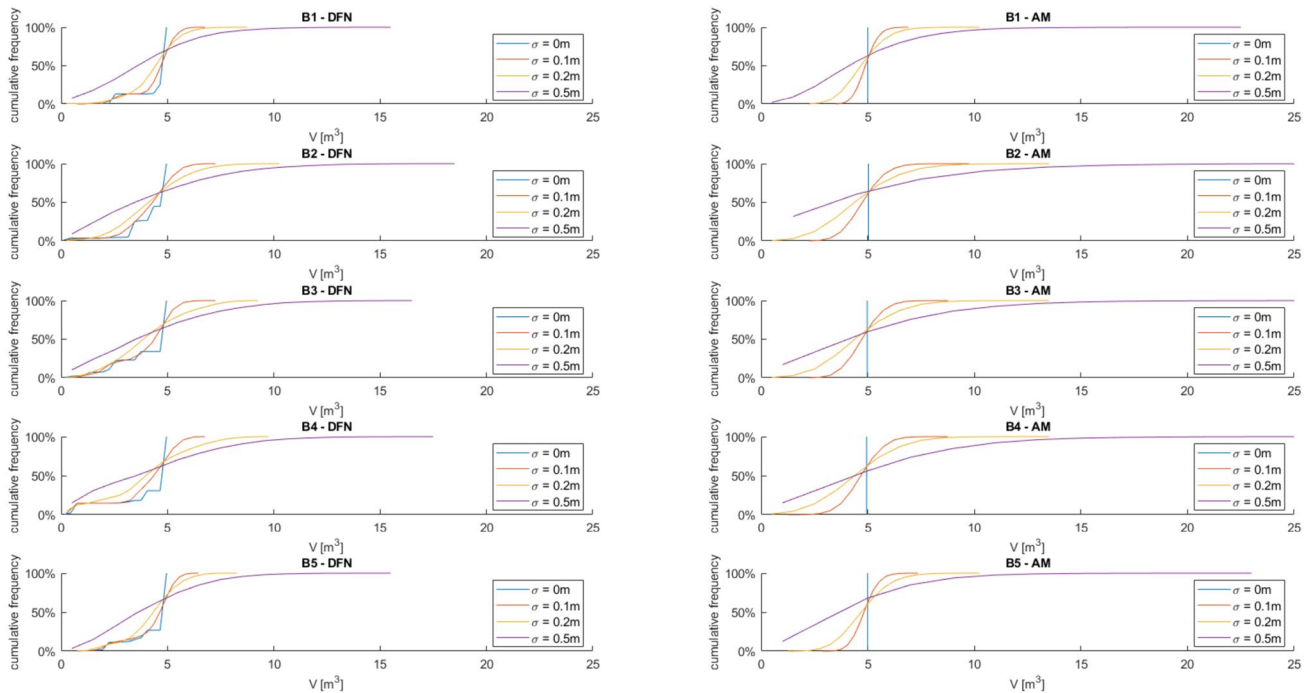 B1 - DFN
cumulative frequency
100%
50%
0%
σ = 0m
σ = 0.1m
σ = 0.2m
σ = 0.5m
0 5 10 15 20 25
V [m³]
B1 - AM
cumulative frequency
100%
50%
0%
σ = 0m
σ = 0.1m
σ = 0.2m
σ = 0.5m
0 5 10 15 20 25
V [m³]
B2 - DFN
cumulative frequency
100%
50%
0%
σ = 0m
σ = 0.1m
σ = 0.2m
σ = 0.5m
0 5 10 15 20 25
V [m³]
B2 - AM
cumulative frequency
100%
50%
0%
σ = 0m
σ = 0.1m
σ = 0.2m
σ = 0.5m
0 5 10 15 20 25
V [m³]
B3 - DFN
cumulative frequency
100%
50%
0%
σ = 0m
σ = 0.1m
σ = 0.2m
σ = 0.5m
0 5 10 15 20 25
V [m³]
B3 - AM
cumulative frequency
100%
50%
0%
σ = 0m
σ = 0.1m
σ = 0.2m
σ = 0.5m
0 5 10 15 20 25
V [m³]
B4 - DFN
cumulative frequency
100%
50%
0%
σ = 0m
σ = 0.1m
σ = 0.2m
σ = 0.5m
0 5 10 15 20 25
V [m³]
B4 - AM
cumulative frequency
100%
50%
0%
σ = 0m
σ = 0.1m
σ = 0.2m
σ = 0.5m
0 5 10 15 20 25
V [m³]
B5 - DFN
cumulative frequency
100%
50%
0%
σ = 0m
σ = 0.1m
σ = 0.2m
σ = 0.5m
0 5 10 15 20 25
V [m³]
B5 - AM
cumulative frequency
100%
50%
0%
σ = 0m
σ = 0.1m
σ = 0.2m
σ = 0.5m
0 5 10 15 20 25
V [m³]